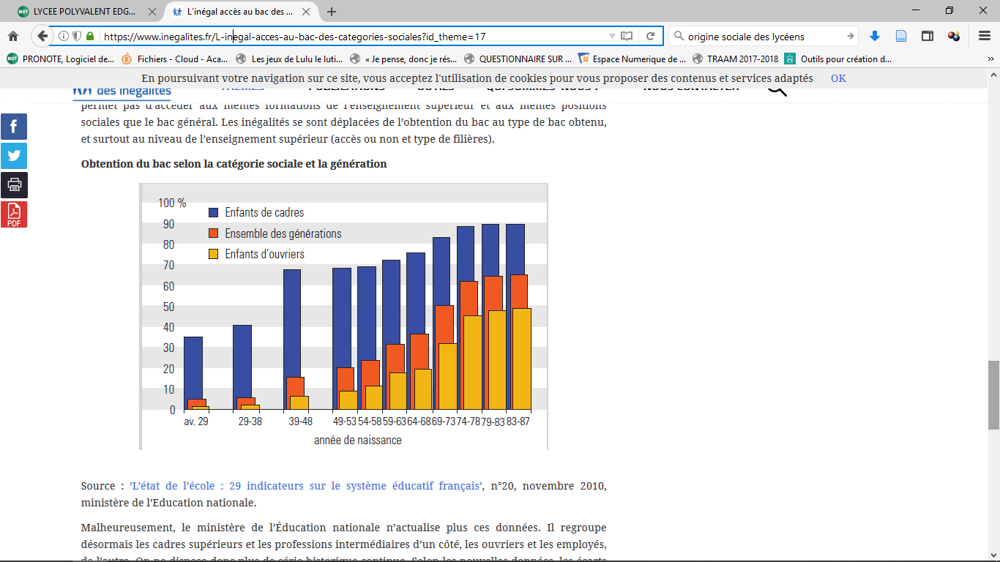 LYCEE POLYVALENT EDG...
L'inégal accès au bac des ...
https://www.inegalites.fr/L-inegal-acces-au-bac-des-categories-sociales?id_theme=17
origine sociale des lycéens
PRONOTE, Logiciel de...
Fichiers - Cloud - Aca...
Les jeux de Lulu le luti...
« Je pense, donc je rés...
QUESTIONNAIRE SUR ...
Espace Numerique de ...
TRAAM 2017-2018
Outils pour création d...
En poursuivant votre navigation sur ce site, vous acceptez l'utilisation de cookies pour vous proposer des contenus et services adaptés OK
des inégalités THÈMES PUBLICATIONS OUTILS QUI SOMMES-NOUS ? NOUS CONTACTER
permet pas d'accéder aux mêmes formations de l'enseignement supérieur et aux mêmes positions
sociales que le bac général. Les inégalités se sont déplacées de l'obtention du bac au type de bac obtenu,
et surtout au niveau de l'enseignement supérieur (accès ou non et type de filières).
Obtention du bac selon la catégorie sociale et la génération
100 %
90
80
70
60
50
40
30
20
10
0
Enfants de cadres
Ensemble des générations
Enfants d'ouvriers
av. 29 29-38 39-48 49-53 54-58 59-63 64-68 69-73 74-78 79-83 83-87
année de naissance
PDF
Source : 'L'état de l'école : 29 indicateurs sur le système éducatif français', n°20, novembre 2010,
ministère de l'Education nationale.
Malheureusement, le ministère de l'Éducation nationale n'actualise plus ces données. Il regroupe
désormais les cadres supérieurs et les professions intermédiaires d'un côté, les ouvriers et les employés,
de l'autre. On ne dispose donc plus de série historique continue. Selon les nouvelles données, les écarts